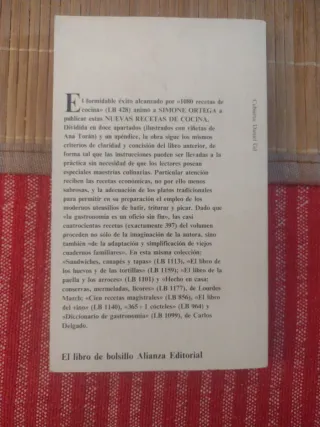 El formidable éxito alcanzado por «1080 recetas de
cocina» (LB 428) animó a SIMONE ORTEGA a
publicar estas NUEVAS RECETAS DE COCINA.
Dividida en doce apartados (ilustrados con viñetas de
Ana Torán) y un apéndice, la obra sigue los mismos
criterios de claridad y concisión del libro anterior, de
forma tal que las instrucciones pueden ser llevadas a la
práctica sin necesidad de que los lectores posean
especiales maestrías culinarias. Particular atención
reciben las recetas económicas, no por ello menos
sabrosas, y la adecuación de los platos tradicionales
para permitir en su preparación el empleo de los
modernos utensilios de batir, triturar y picar. Dado que
«la gastronomía es un oficio sin fin», las casi
cuatrocientas recetas (exactamente 397) del volumen
proceden no sólo de la imaginación de la autora, sino
también «de la adaptación y simplificación de viejos
cuadernos familiares». En esta misma colección:
«Sandwiches, canapés y tapas» (LB 1113), «El libro de
los huevos y de las tortillas» (LB 1159), «El libro de la
paella y los arroces» (LB 1101) y «Hecho en casa:
conservas, mermeladas, licores» (LB 1177), de Lourdes
March; «Cien recetas magistrales» (LB 856), «El libro
del vino» (LB 1140), «365 + 1 cócteles» (LB 964) y
«Diccionario de gastronomía» (LB 1099), de Carlos
Delgado.
El libro de bolsillo Alianza Editorial
Cubierta Daniel Gil